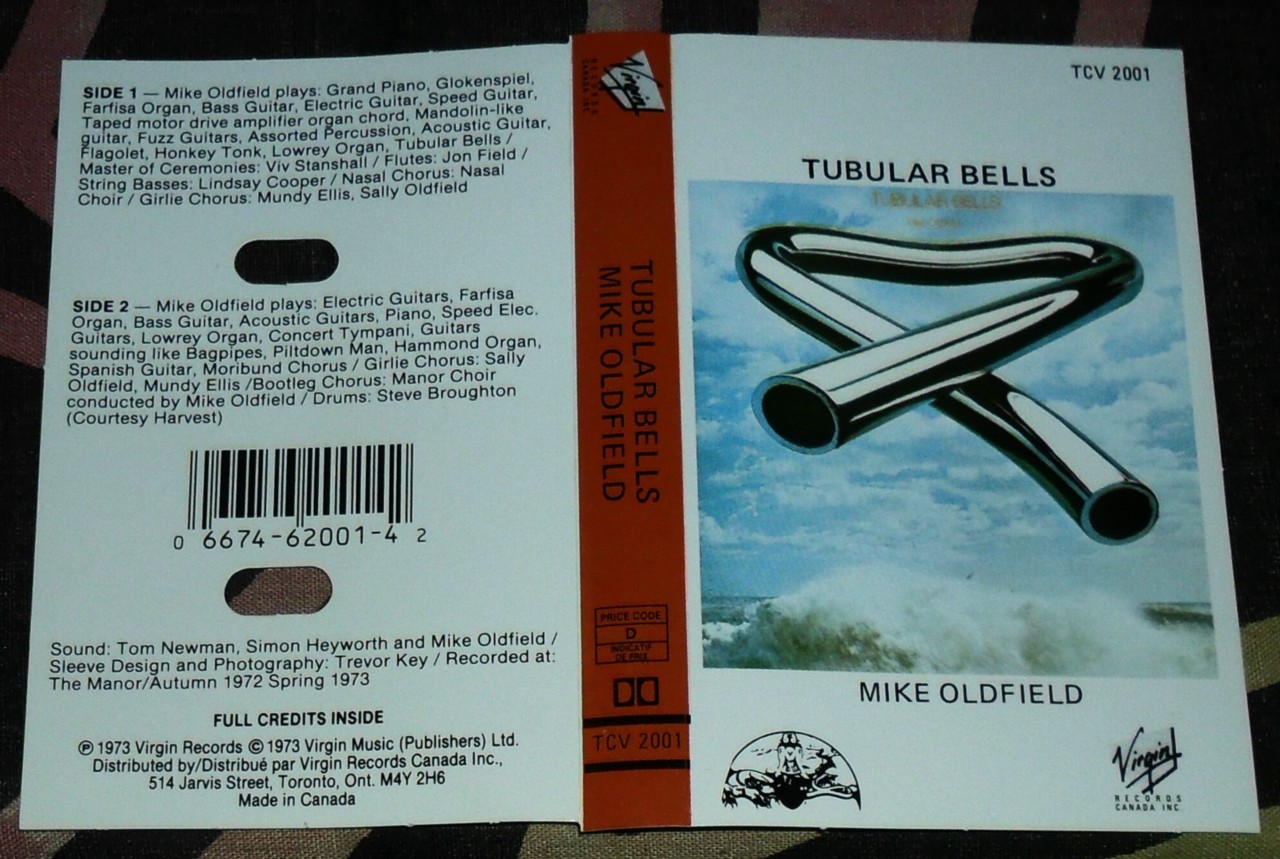 SIDE 1 — Mike Oldfield plays: Grand Piano, Glokenspiel,
Farfisa Organ, Bass Guitar, Electric Guitar, Speed Guitar,
Taped motor drive amplifier organ chord, Mandolin-like
guitar, Fuzz Guitars, Assorted Percussion, Acoustic Guitar,
Flagolet, Honkey Tonk, Lowrey Organ, Tubular Bells /
Master of Ceremonies: Viv Stanshall / Flutes: Jon Field /
String Basses: Lindsay Cooper / Nasal Chorus: Nasal
Choir / Girlie Chorus: Mundy Ellis, Sally Oldfield
SIDE 2 — Mike Oldfield plays: Electric Guitars, Farfisa
Organ, Bass Guitar, Acoustic Guitars, Piano, Speed Elec.
Guitars, Lowrey Organ, Concert Tympani, Guitars
sounding like Bagpipes, Piltdown Man, Hammond Organ,
Spanish Guitar, Moribund Chorus / Girlie Chorus: Sally
Oldfield, Mundy Ellis /Bootleg Chorus: Manor Choir
conducted by Mike Oldfield / Drums: Steve Broughton
(Courtesy Harvest)
0 6674-62001-4 2
Sound: Tom Newman, Simon Heyworth and Mike Oldfield /
Sleeve Design and Photography: Trevor Key / Recorded at:
The Manor/Autumn 1972 Spring 1973
FULL CREDITS INSIDE
℗ 1973 Virgin Records © 1973 Virgin Music (Publishers) Ltd.
Distributed by/Distribué par Virgin Records Canada Inc.,
514 Jarvis Street, Toronto, Ont. M4Y 2H6
Made in Canada
Virgin
RECORDS
CANADA INC
TUBULAR BELLS
MIKE OLDFIELD
PRICE CODE
D
INDICATIF
DE PRIX
TCV 2001
TCV 2001
TUBULAR BELLS
TUBULAR BELLS
MIKE OLDFIELD
Virgin
RECORDS
CANADA INC